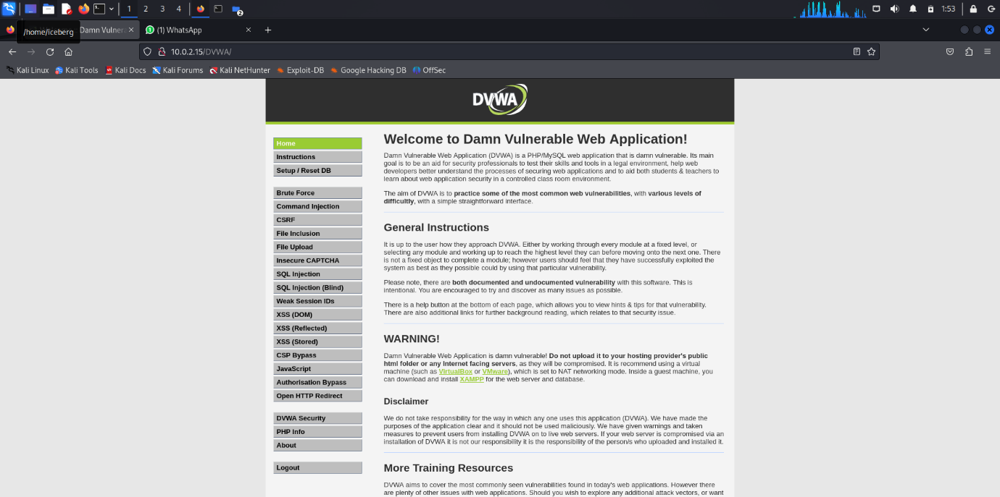 1 2 3 4 2 1:53
/home/iceberg
Damn Vulner
(1) WhatsApp
10.0.2.15/DVWA/
Kali Linux Kali Tools Kali Docs Kali Forums Kali NetHunter Exploit-DB Google Hacking DB OffSec
DVWA
Home
Instructions
Setup / Reset DB
Brute Force
Command Injection
CSRF
File Inclusion
File Upload
Insecure CAPTCHA
SQL Injection
SQL Injection (Blind)
Weak Session IDs
XSS (DOM)
XSS (Reflected)
XSS (Stored)
CSP Bypass
JavaScript
Authorisation Bypass
Open HTTP Redirect
DVWA Security
PHP Info
About
Logout
Welcome to Damn Vulnerable Web Application!
Damn Vulnerable Web Application (DVWA) is a PHP/MySQL web application that is damn vulnerable. Its main
goal is to be an aid for security professionals to test their skills and tools in a legal environment, help web
developers better understand the processes of securing web applications and to aid both students & teachers to
learn about web application security in a controlled class room environment.
The aim of DVWA is to practice some of the most common web vulnerabilities, with various levels of
difficultly, with a simple straightforward interface.
General Instructions
It is up to the user how they approach DVWA. Either by working through every module at a fixed level, or
selecting any module and working up to reach the highest level they can before moving onto the next one. There
is not a fixed object to complete a module; however users should feel that they have successfully exploited the
system as best as they possible could by using that particular vulnerability.
Please note, there are both documented and undocumented vulnerability with this software. This is
intentional. You are encouraged to try and discover as many issues as possible.
There is a help button at the bottom of each page, which allows you to view hints & tips for that vulnerability.
There are also additional links for further background reading, which relates to that security issue.
WARNING!
Damn Vulnerable Web Application is damn vulnerable! Do not upload it to your hosting provider's public
html folder or any Internet facing servers, as they will be compromised. It is recommend using a virtual
machine (such as VirtualBox or VMware), which is set to NAT networking mode. Inside a guest machine, you
can download and install XAMPP for the web server and database.
Disclaimer
We do not take responsibility for the way in which any one uses this application (DVWA). We have made the
purposes of the application clear and it should not be used maliciously. We have given warnings and taken
measures to prevent users from installing DVWA on to live web servers. If your web server is compromised via an
installation of DVWA it is not our responsibility it is the responsibility of the person/s who uploaded and installed it.
More Training Resources
DVWA aims to cover the most commonly seen vulnerabilities found in today's web applications. However there
are plenty of other issues with web applications. Should you wish to explore any additional attack vectors, or want